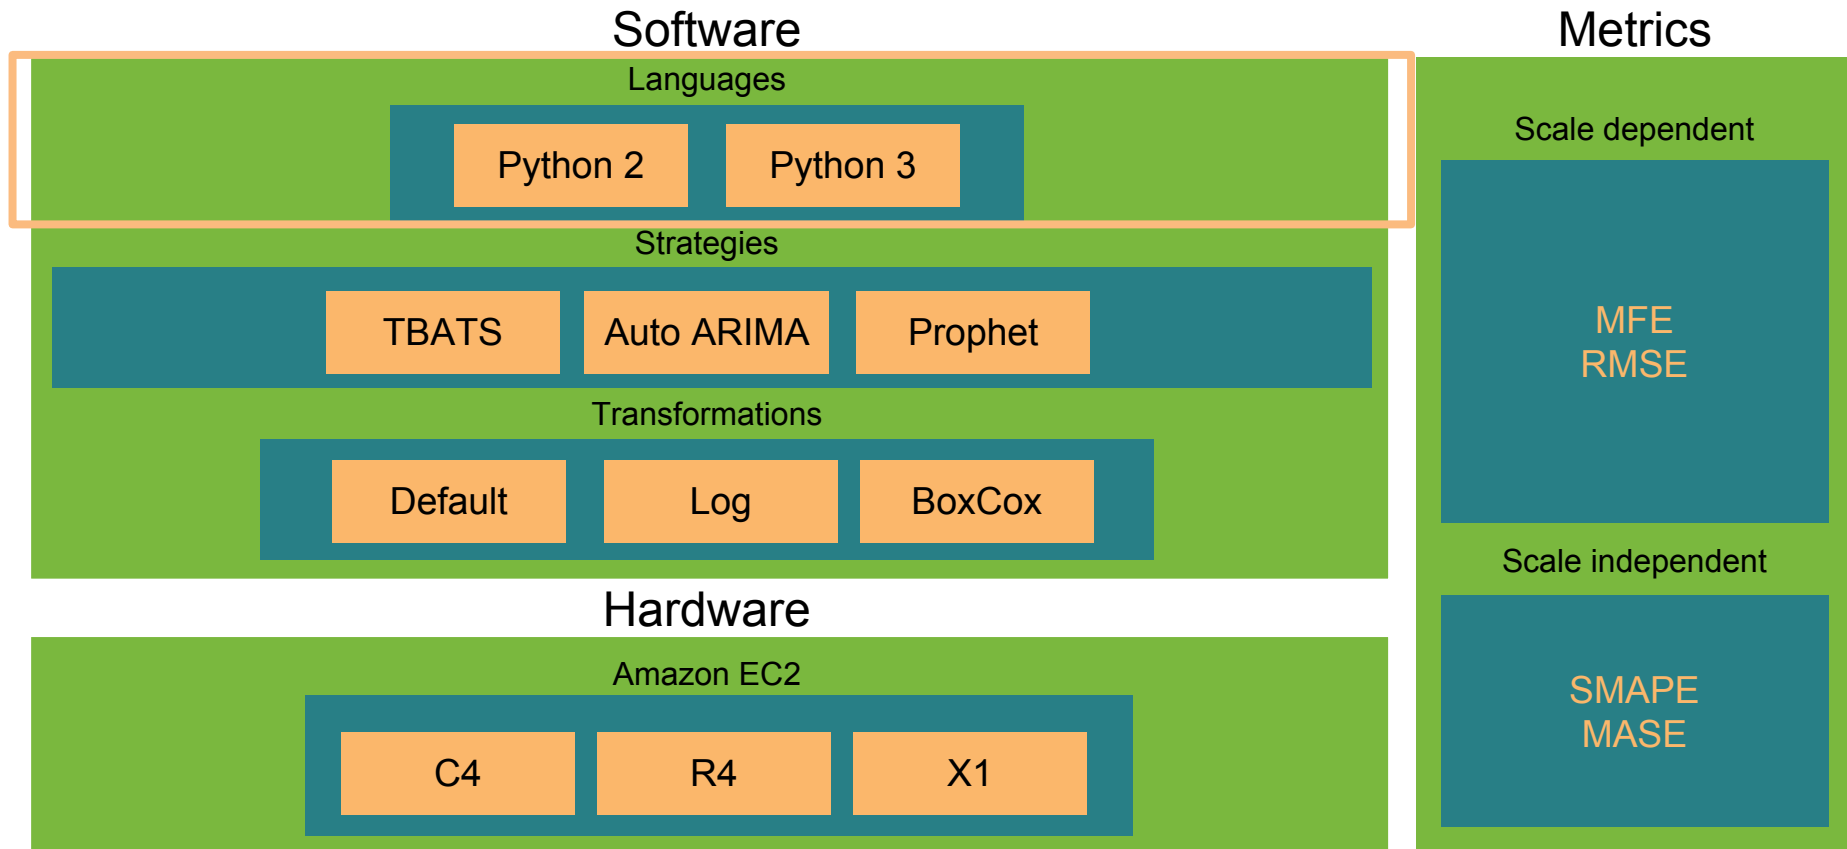 Software
Languages
Python 2
Python 3
Strategies
TBATS
Auto ARIMA
Prophet
Transformations
Default
Log
BoxCox
Hardware
Amazon EC2
C4
R4
X1
Metrics
Scale dependent
MFE
RMSE
Scale independent
SMAPE
MASE